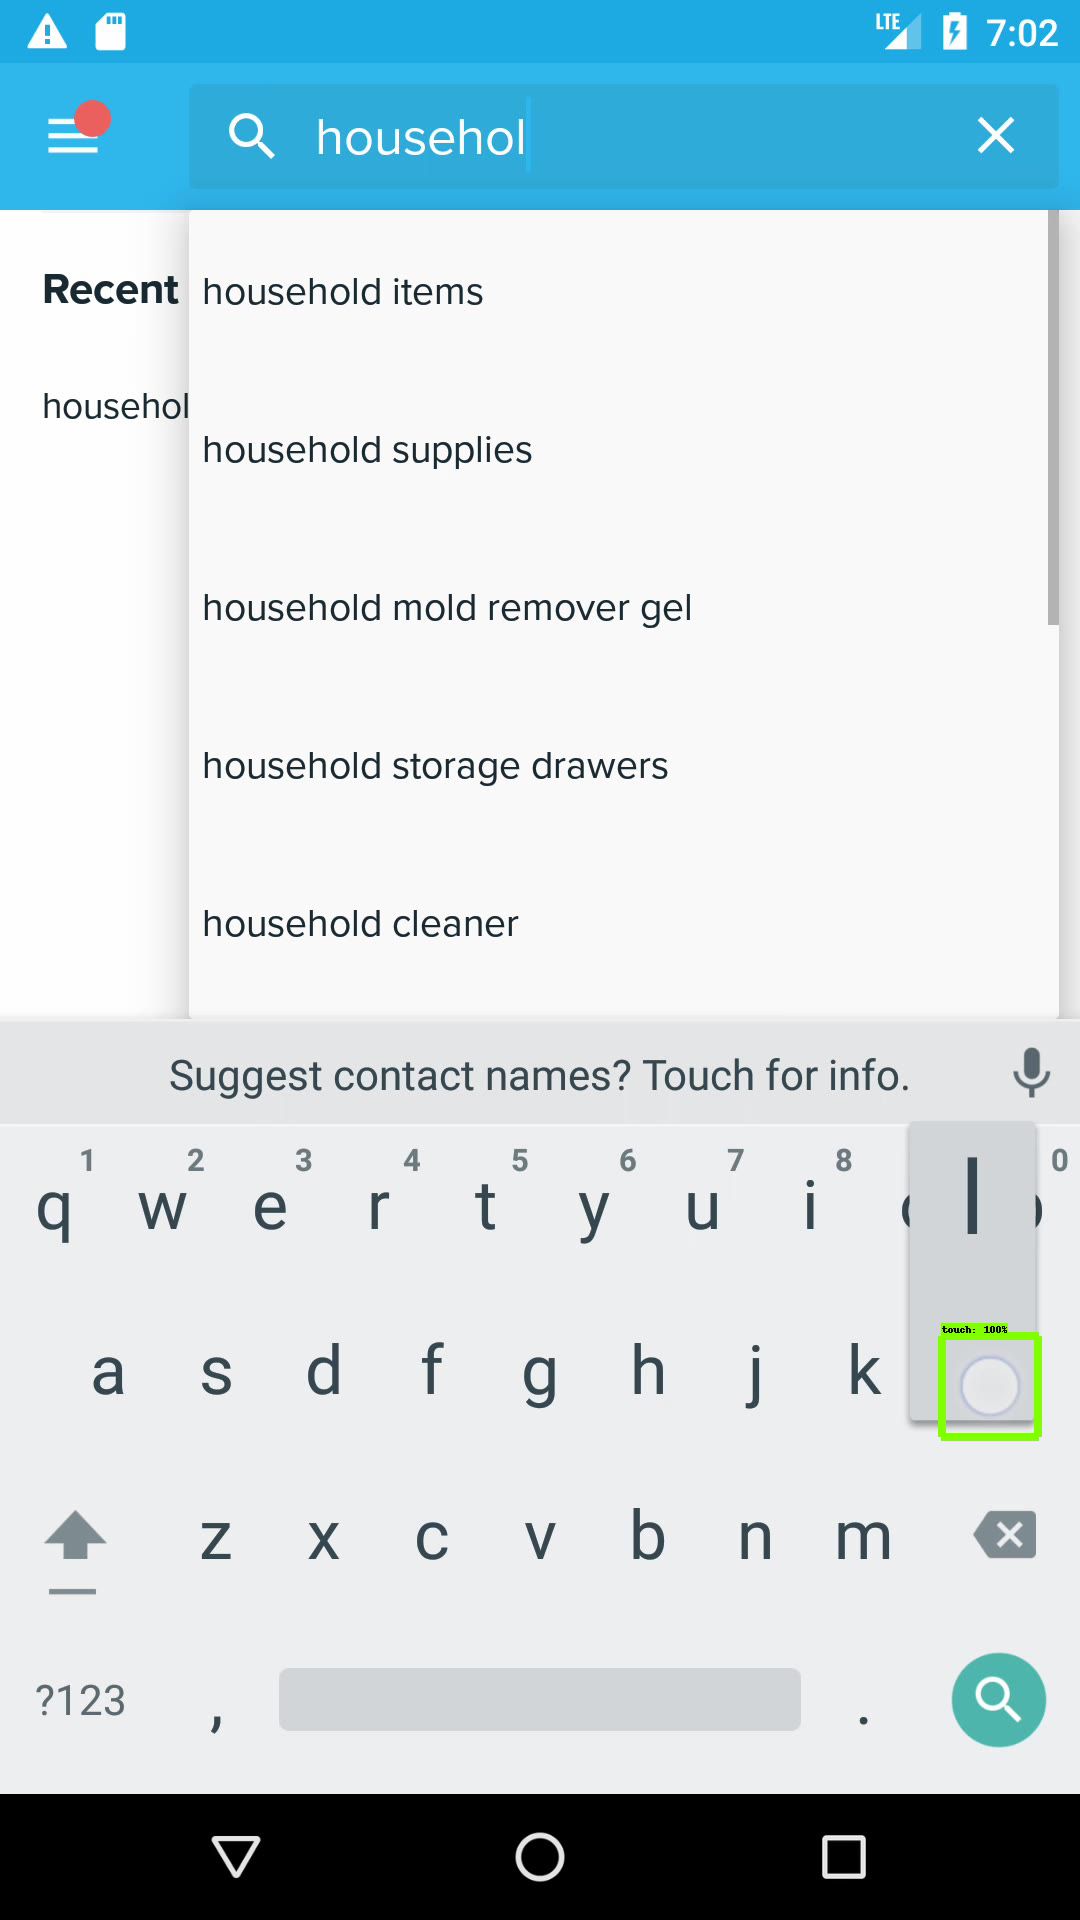 LTE 7:02
househol
Recent
househol
household items
household supplies
household mold remover gel
household storage drawers
household cleaner
Suggest contact names? Touch for info.
1 2 3 4 5 6 7 8 0
q w e r t y u i l
touch: 100%
a s d f g h j k
z x c v b n m
?123 , .